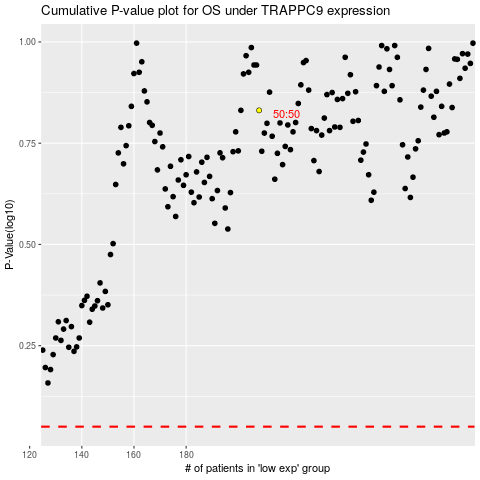 Cumulative P-value plot for OS under TRAPPC9 expression
1.00
0.75
0.50
0.25
P-Value(log10)
50:50
120 140 160 180
# of patients in 'low exp' group